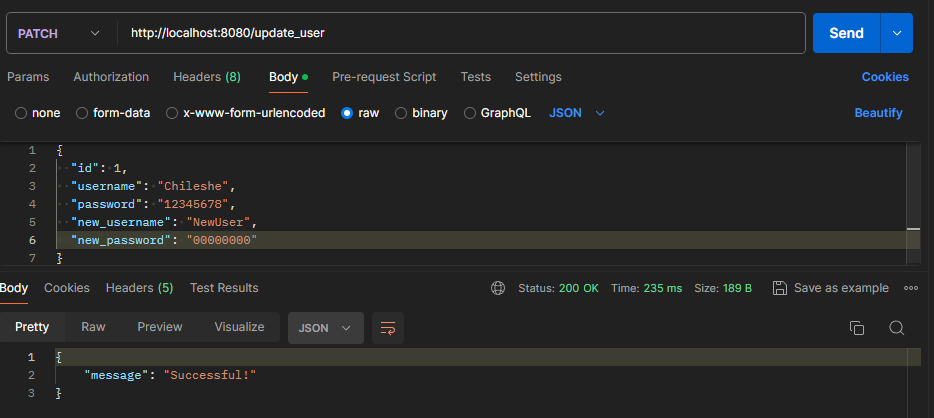 PATCH http://localhost:8080/update_user Send
Params Authorization Headers (8) Body Pre-request Script Tests Settings Cookies
none form-data x-www-form-urlencoded raw binary GraphQL JSON Beautify
1 {
2 "id": 1,
3 "username": "Chileshe",
4 "password": "12345678",
5 "new_username": "NewUser",
6 "new_password": "00000000"
7 }
Body Cookies Headers (5) Test Results Status: 200 OK Time: 235 ms Size: 189 B Save as example
Pretty Raw Preview Visualize JSON
1 {
2 "message": "Successful!"
3 }